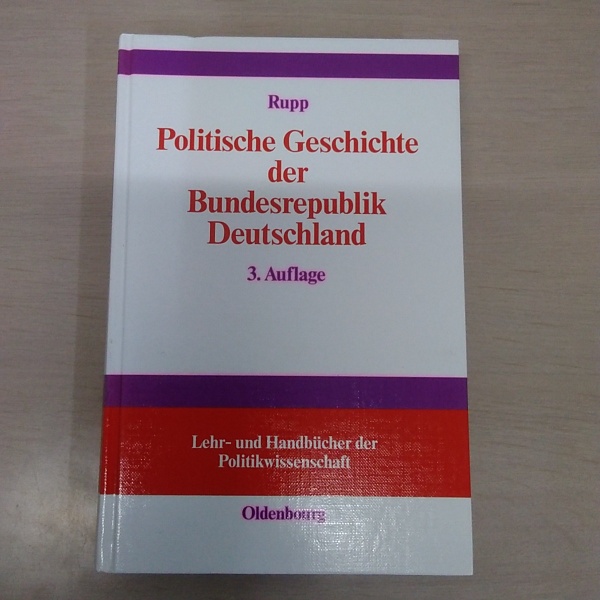 Rupp
Politische Geschichte
der
Bundesrepublik
Deutschland
3. Auflage
Lehr- und Handbücher der
Politikwissenschaft
Oldenbourg